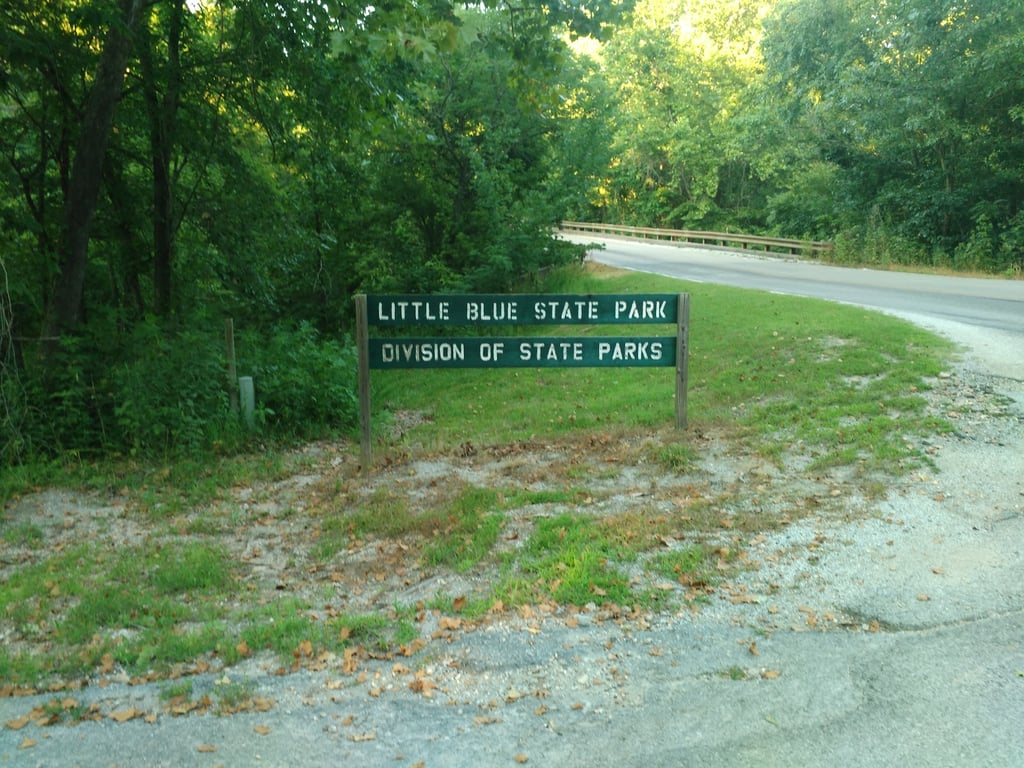 LITTLE BLUE STATE PARK
DIVISION OF STATE PARKS